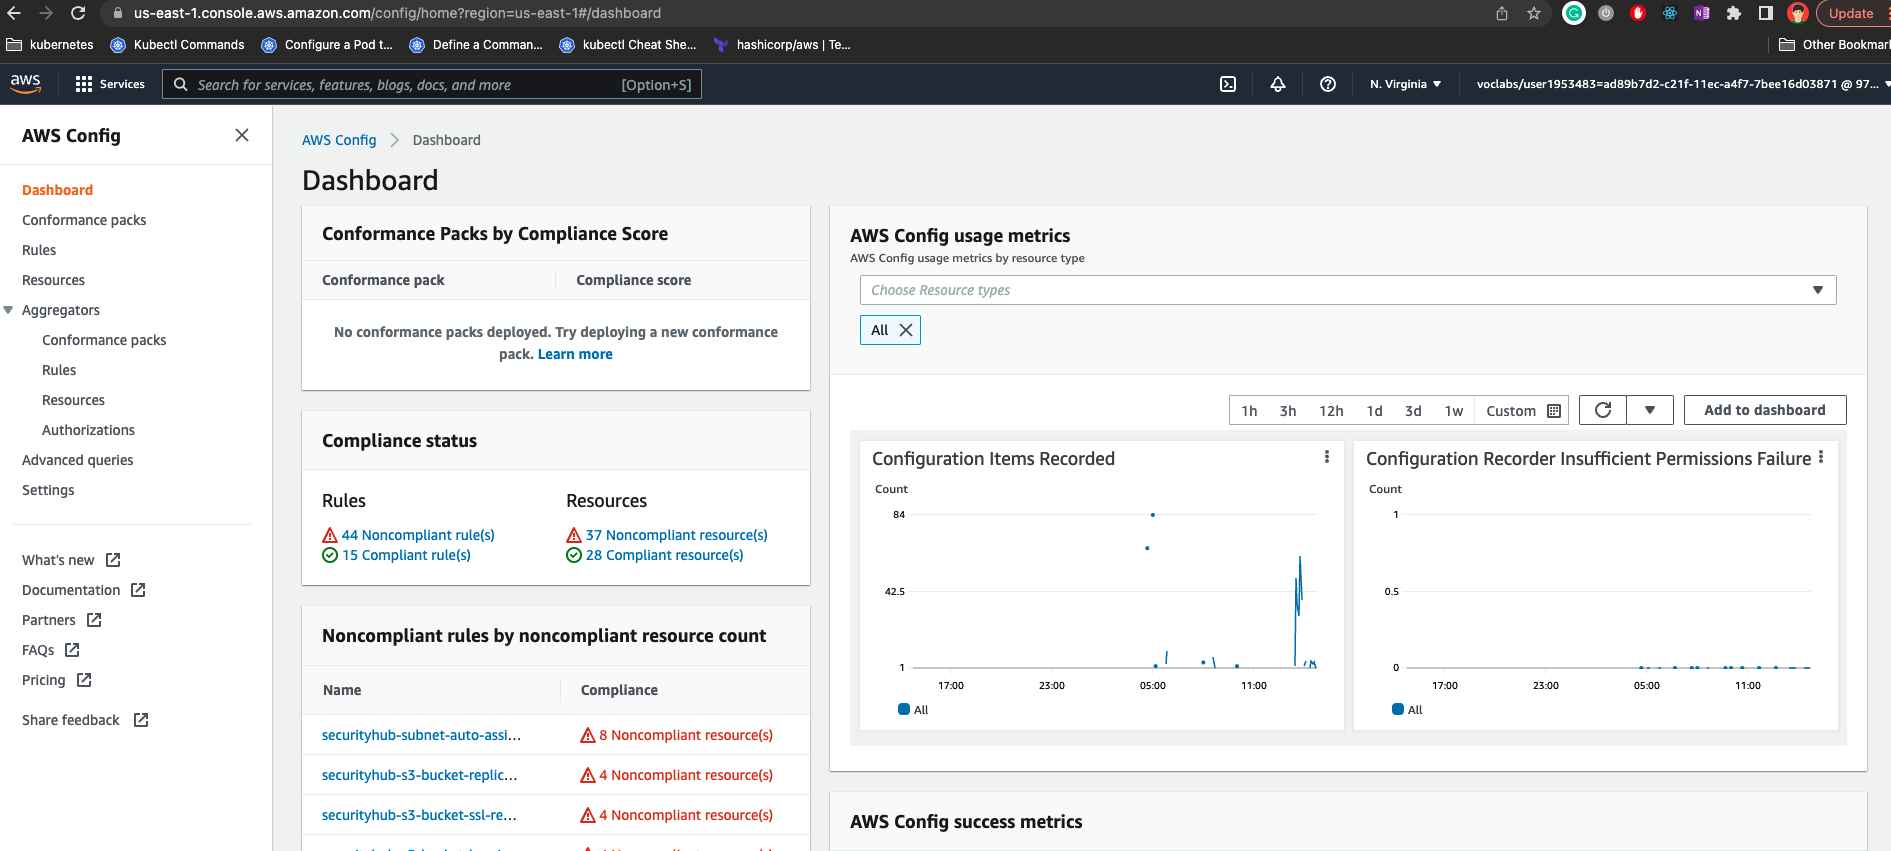 us-east-1.console.aws.amazon.com/config/home?region=us-east-1#/dashboard
Update
kubernetes
Kubectl Commands
Configure a Pod t...
Define a Comman...
kubectl Cheat She...
hashicorp/aws | Te...
Other Bookmar
aws
Services
Search for services, features, blogs, docs, and more
[Option+S]
N. Virginia
voclabs/user1953483=ad89b7d2-c21f-11ec-a4f7-7bee16d03871 @ 97...
AWS Config
Dashboard
Conformance packs
Rules
Resources
Aggregators
Conformance packs
Rules
Resources
Authorizations
Advanced queries
Settings
What's new
Documentation
Partners
FAQs
Pricing
Share feedback
AWS Config
Dashboard
Dashboard
Conformance Packs by Compliance Score
Conformance pack
Compliance score
No conformance packs deployed. Try deploying a new conformance
pack. Learn more
Compliance status
Rules
44 Noncompliant rule(s)
15 Compliant rule(s)
Resources
37 Noncompliant resource(s)
28 Compliant resource(s)
Noncompliant rules by noncompliant resource count
Name
Compliance
securityhub-subnet-auto-assi...
8 Noncompliant resource(s)
securityhub-s3-bucket-replic...
4 Noncompliant resource(s)
securityhub-s3-bucket-ssl-re...
4 Noncompliant resource(s)
AWS Config usage metrics
AWS Config usage metrics by resource type
Choose Resource types
All
1h
3h
12h
1d
3d
1w
Custom
Add to dashboard
Configuration Items Recorded
Count
84
42.5
1
17:00
23:00
05:00
11:00
All
Configuration Recorder Insufficient Permissions Failure
Count
1
0.5
0
17:00
23:00
05:00
11:00
All
AWS Config success metrics